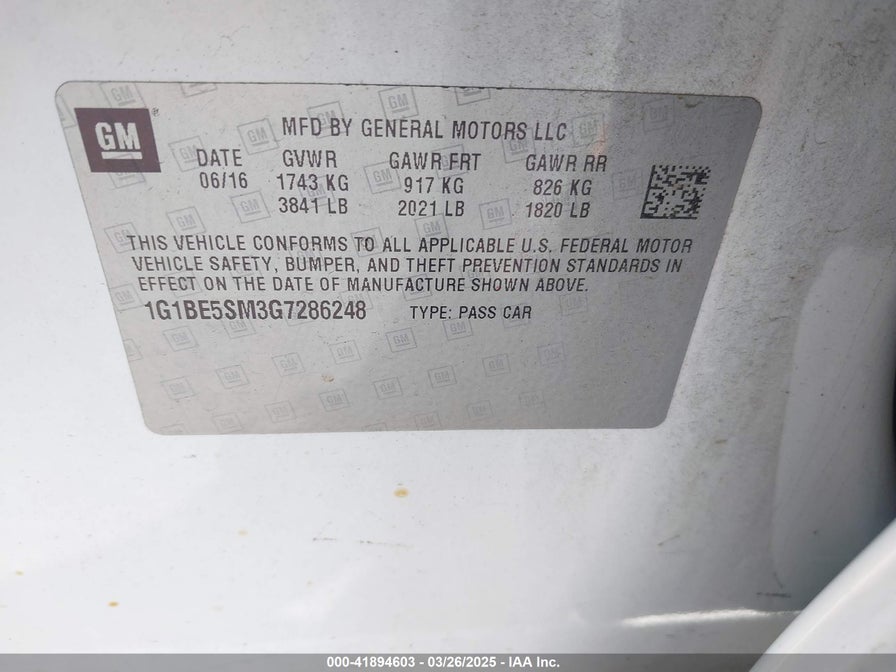 GM ®
MFD BY GENERAL MOTORS LLC
DATE GVWR GAWR FRT GAWR RR
06/16 1743 KG 917 KG 826 KG
3841 LB 2021 LB 1820 LB
THIS VEHICLE CONFORMS TO ALL APPLICABLE U.S. FEDERAL MOTOR
VEHICLE SAFETY, BUMPER, AND THEFT PREVENTION STANDARDS IN
EFFECT ON THE DATE OF MANUFACTURE SHOWN ABOVE.
1G1BE5SM3G7286248 TYPE: PASS CAR
000-41894603 - 03/26/2025 - IAA Inc.